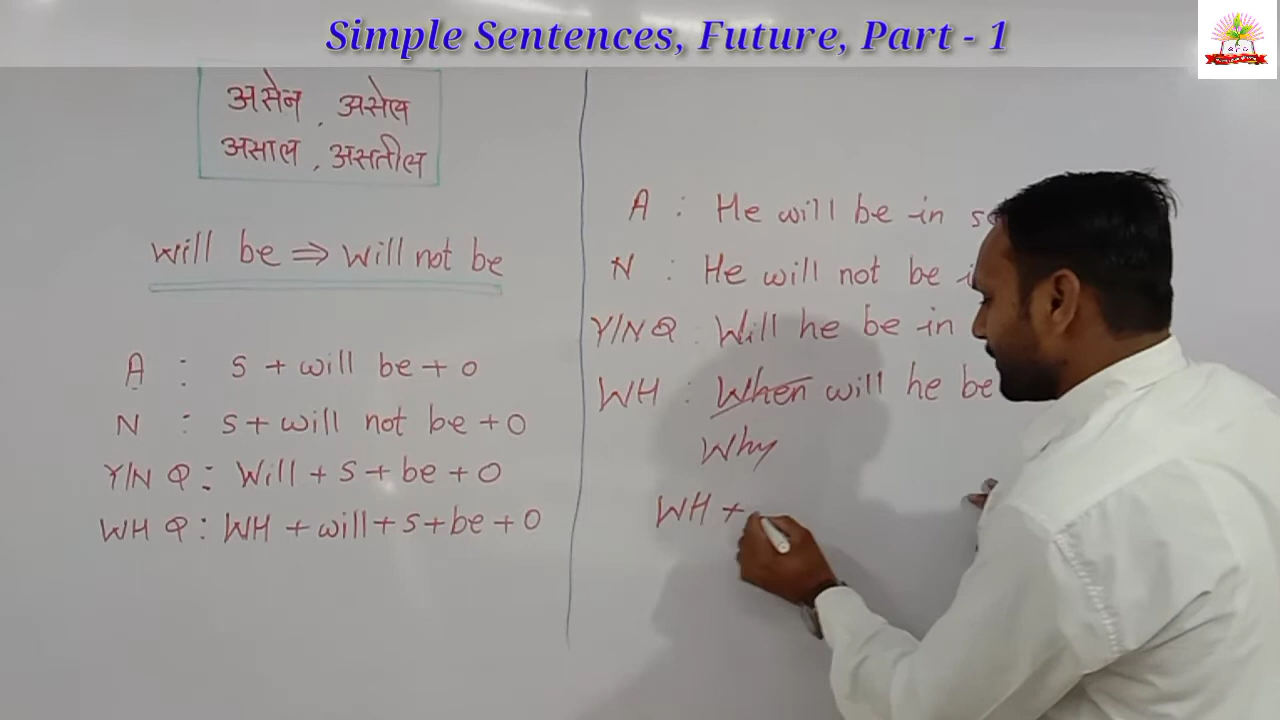 Simple Sentences, Future, Part - 1
असेन, असेल
असाल, असतील
Will be ⇒ Will not be
A : S + will be + O
N : S + will not be + O
Y/N Q : Will + S + be + O
WH Q : WH + will + S + be + O
A : He will be in
N : He will not be
Y/N Q : Will he be in
WH : When will he be
Why
WH +